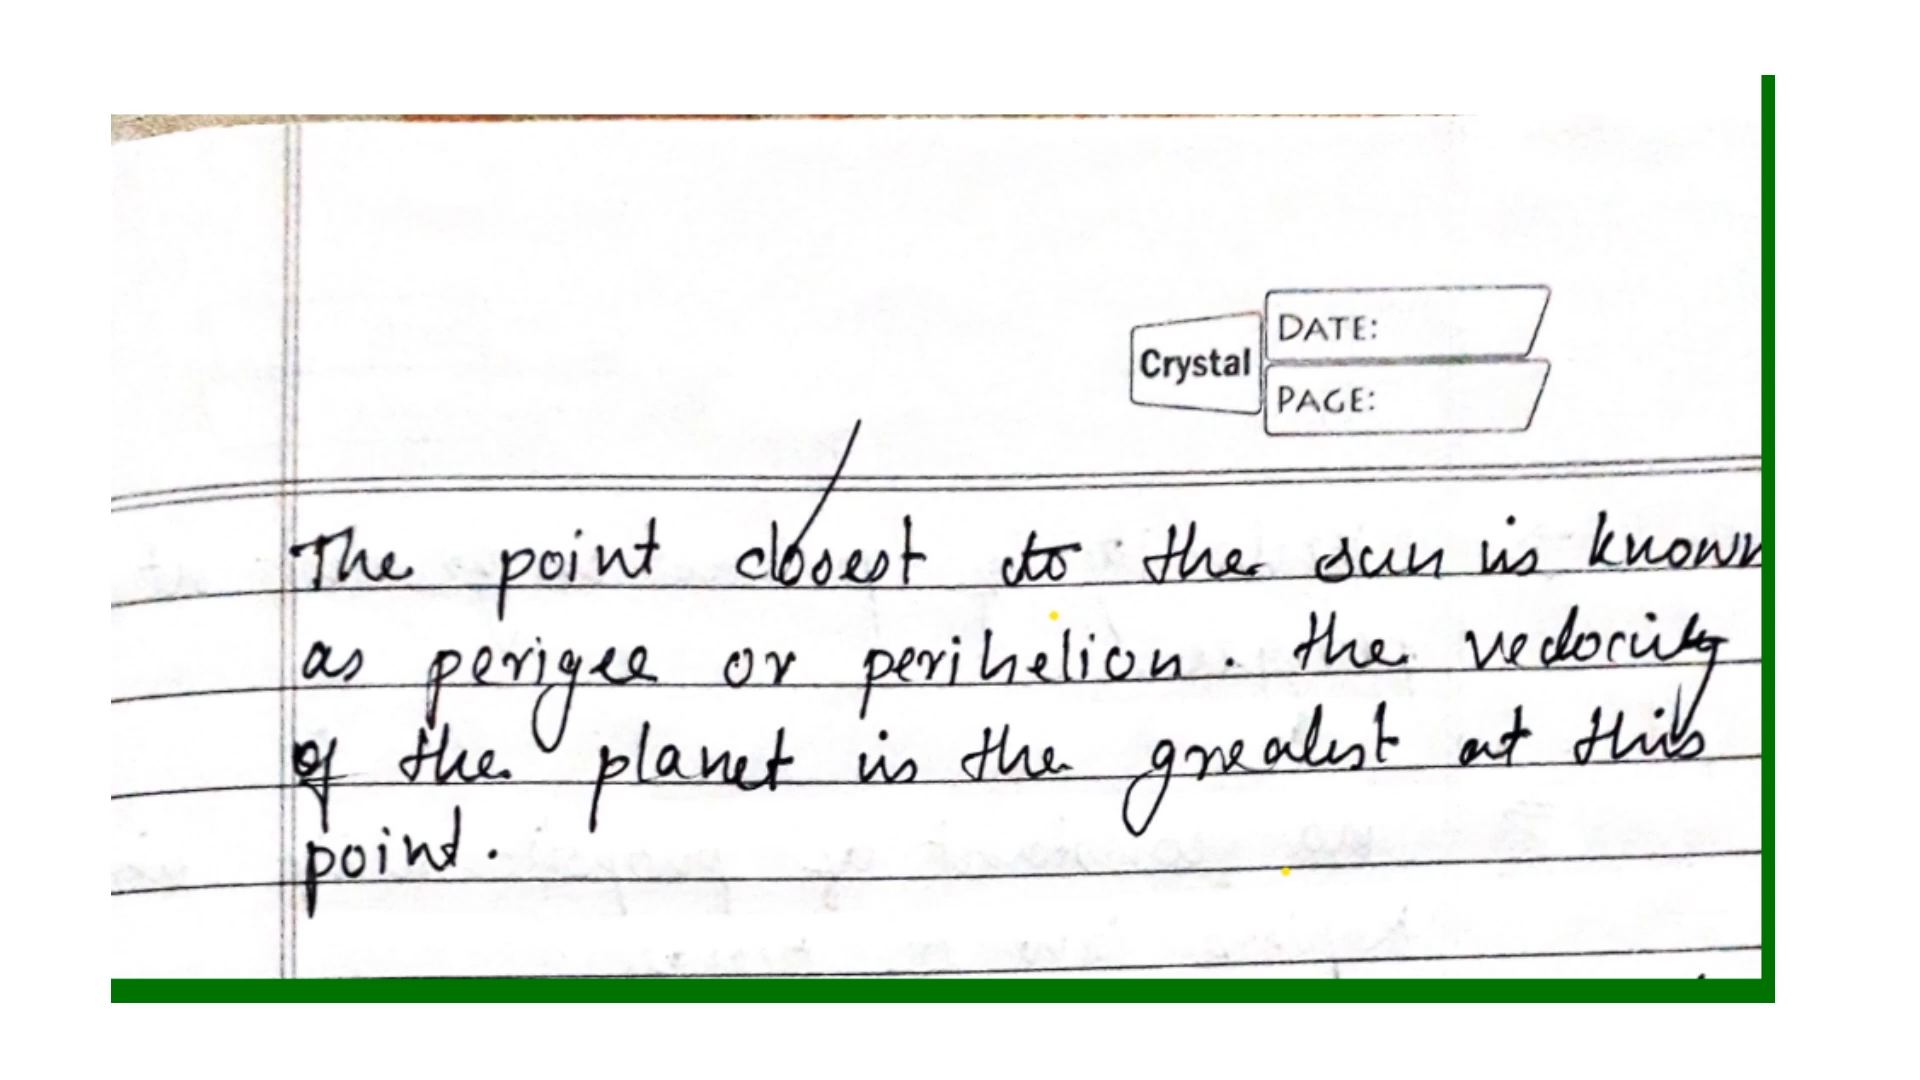 Crystal
DATE:
PAGE:
The point closest to the sun is known
as perigee or perihelion. the velocity
of the planet is the greatest at this
point.